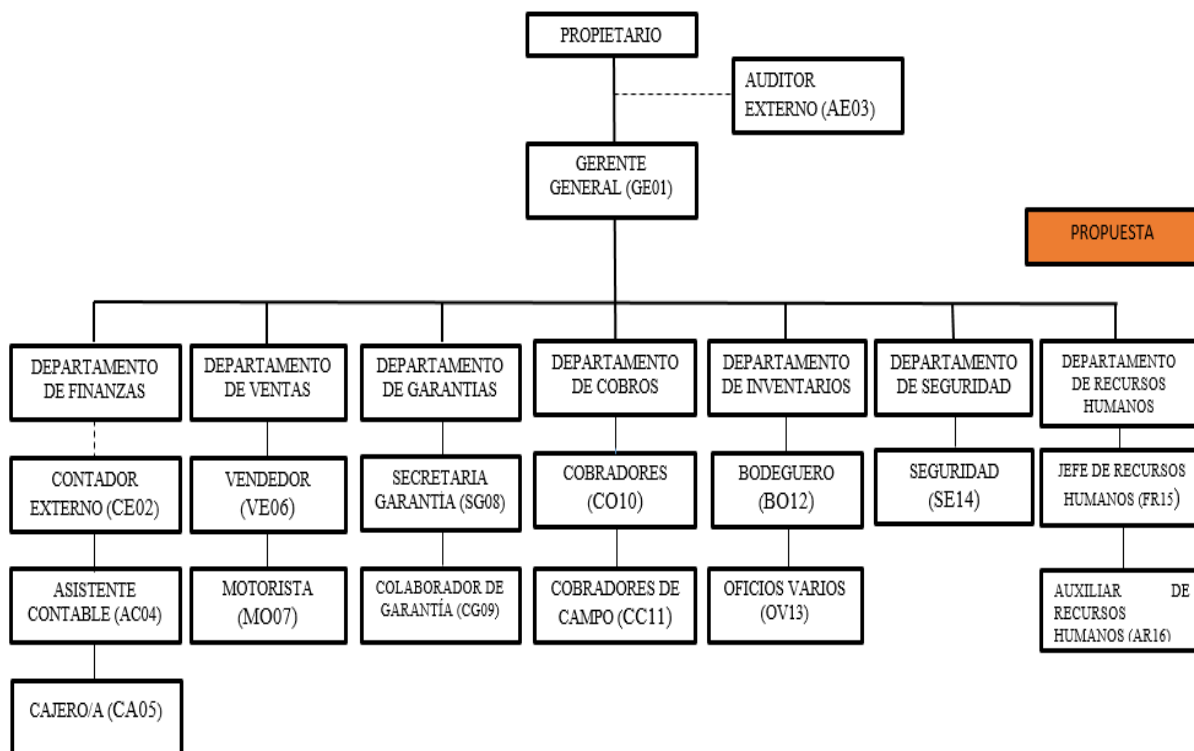 PROPIETARIO
AUDITOR
EXTERNO (AE03)
GERENTE
GENERAL (GE01)
PROPUESTA
DEPARTAMENTO
DE FINANZAS
DEPARTAMENTO
DE VENTAS
DEPARTAMENTO
DE GARANTIAS
DEPARTAMENTO
DE COBROS
DEPARTAMENTO
DE INVENTARIOS
DEPARTAMENTO
DE SEGURIDAD
DEPARTAMENTO
DE RECURSOS
HUMANOS
CONTADOR
EXTERNO (CE02)
VENDEDOR
(VE06)
SECRETARIA
GARANTÍA (SG08)
COBRADORES
(CO10)
BODEGUERO
(BO12)
SEGURIDAD
(SE14)
JEFE DE RECURSOS
HUMANOS (FR15)
ASISTENTE
CONTABLE (AC04)
MOTORISTA
(MO07)
COLABORADOR DE
GARANTÍA (CG09)
COBRADORES DE
CAMPO (CC11)
OFICIOS VARIOS
(OV13)
AUXILIAR DE
RECURSOS
HUMANOS (AR16)
CAJERO/A (CA05)